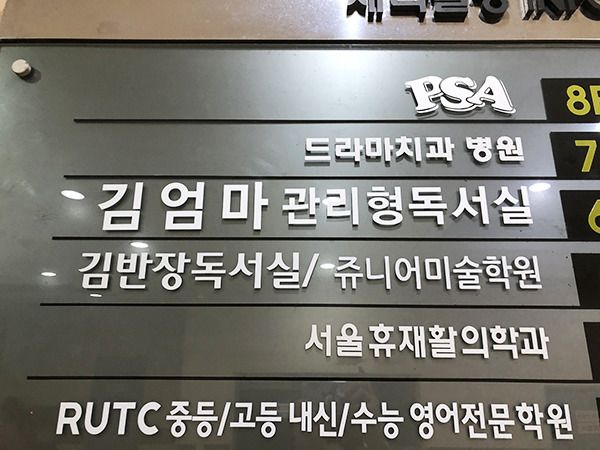 PSA 8F
드라마치과 병원 7
김엄마 관리형독서실 6
김반장독서실/ 쥬니어미술학원
서울휴재활의학과
RUTC 중등/고등 내신/수능 영어전문학원